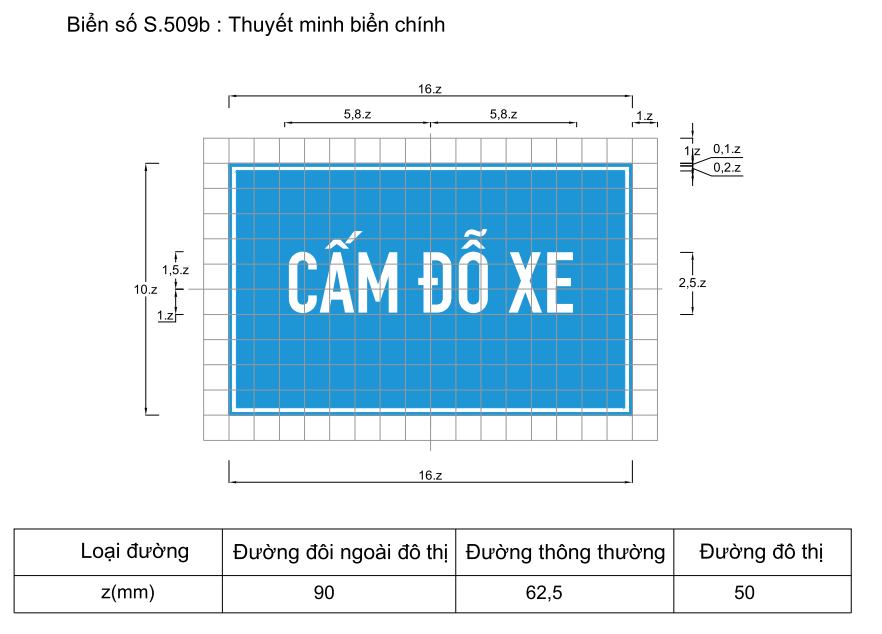 Biển số S.509b : Thuyết minh biển chính
16.z
5,8.z 5,8.z 1.z
1.z 0,1.z
0,2.z
CẤM ĐỖ XE
1,5.z
10.z
2,5.z
1.z
16.z
Loại đường Đường đôi ngoài đô thị Đường thông thường Đường đô thị
z(mm) 90 62,5 50